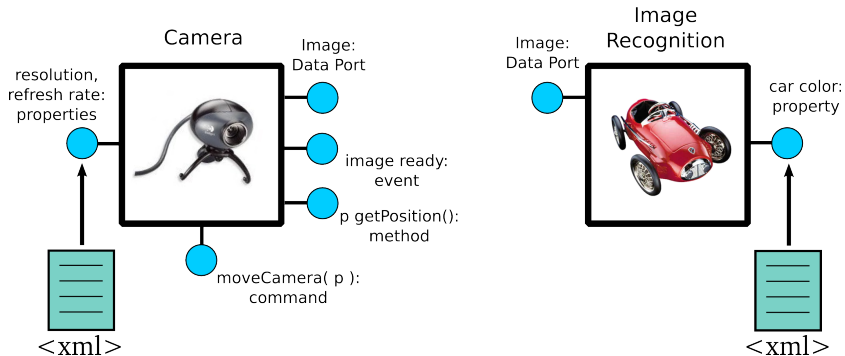 Camera
resolution,
refresh rate:
properties
Image:
Data Port
image ready:
event
p getPosition():
method
moveCamera( p ):
command
<xml>
Image
Recognition
Image:
Data Port
car color:
property
<xml>